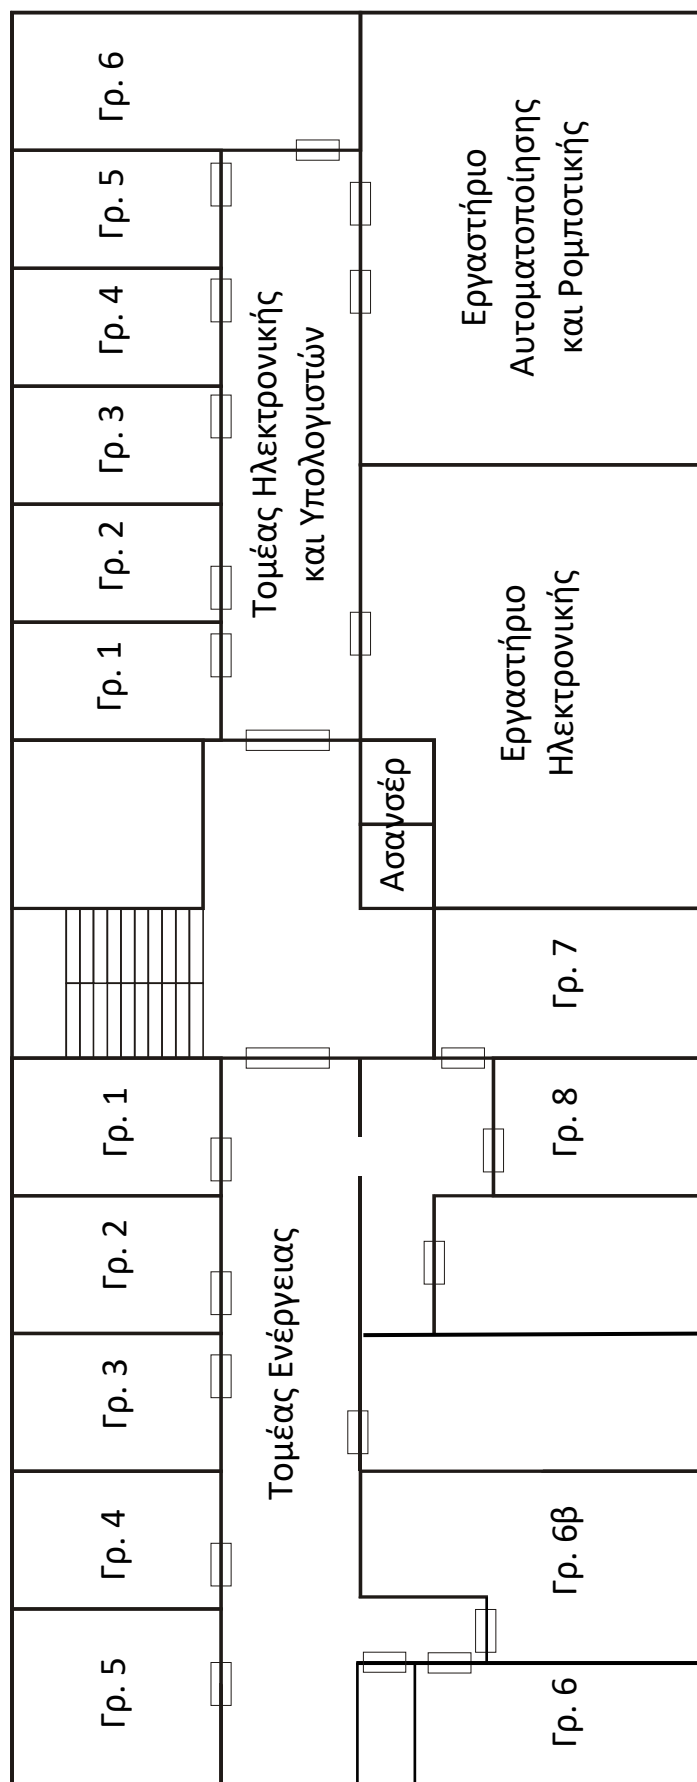 Γρ. 6
Γρ. 5
Γρ. 4
Γρ. 3
Γρ. 2
Γρ. 1
Τομέας Ηλεκτρονικής
και Υπολογιστών
Εργαστήριο
Αυτοματοποίησης
και Ρομποτικής
Εργαστήριο
Ηλεκτρονικής
Ασανσέρ
Γρ. 7
Γρ. 1
Γρ. 2
Γρ. 3
Γρ. 4
Γρ. 5
Τομέας Ενέργειας
Γρ. 8
Γρ. 6β
Γρ. 6